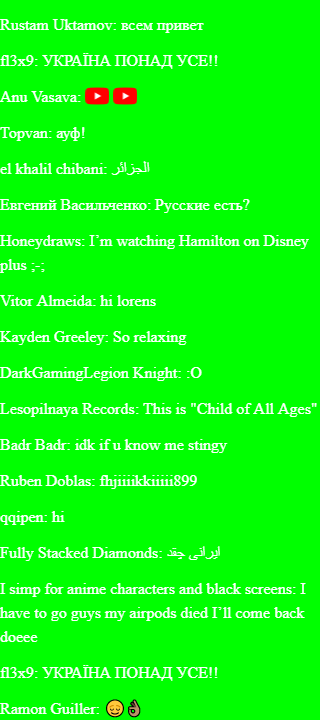 Rustam Uktamov: всем привет
fl3x9: УКРАЇНА ПОНАД УСЕ!!
Anu Vasava:
Topvan: ауф!
el khalil chibani: الجزائر
Евгений Васильченко: Русские есть?
Honeydraws: I’m watching Hamilton on Disney
plus ;-;
Vitor Almeida: hi lorens
Kayden Greeley: So relaxing
DarkGamingLegion Knight: :O
Lesopilnaya Records: This is "Child of All Ages"
Badr Badr: idk if u know me stingy
Ruben Doblas: fhjiiiikkiiiii899
qqipen: hi
Fully Stacked Diamonds: ایرانی چقد
I simp for anime characters and black screens: I
have to go guys my airpods died I’ll come back
doeee
fl3x9: УКРАЇНА ПОНАД УСЕ!!
Ramon Guiller: 😌👌🏾